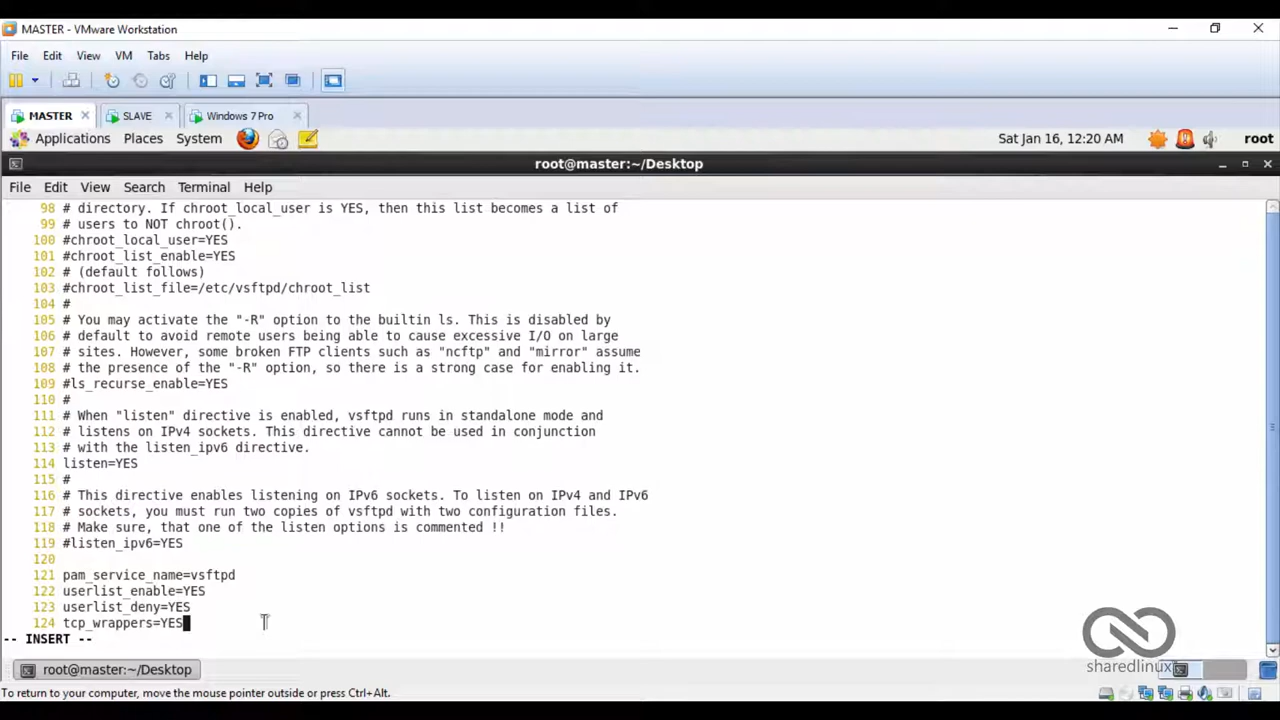 MASTER - VMware Workstation
File Edit View VM Tabs Help
MASTER SLAVE Windows 7 Pro
Applications Places System Sat Jan 16, 12:20 AM root
root@master:~/Desktop
File Edit View Search Terminal Help
98 # directory. If chroot_local_user is YES, then this list becomes a list of
99 # users to NOT chroot().
100 #chroot_local_user=YES
101 #chroot_list_enable=YES
102 # (default follows)
103 #chroot_list_file=/etc/vsftpd/chroot_list
104 #
105 # You may activate the "-R" option to the builtin ls. This is disabled by
106 # default to avoid remote users being able to cause excessive I/O on large
107 # sites. However, some broken FTP clients such as "ncftp" and "mirror" assume
108 # the presence of the "-R" option, so there is a strong case for enabling it.
109 #ls_recurse_enable=YES
110 #
111 # When "listen" directive is enabled, vsftpd runs in standalone mode and
112 # listens on IPv4 sockets. This directive cannot be used in conjunction
113 # with the listen_ipv6 directive.
114 listen=YES
115 #
116 # This directive enables listening on IPv6 sockets. To listen on IPv4 and IPv6
117 # sockets, you must run two copies of vsftpd with two configuration files.
118 # Make sure, that one of the listen options is commented !!
119 #listen_ipv6=YES
120
121 pam_service_name=vsftpd
122 userlist_enable=YES
123 userlist_deny=YES
124 tcp_wrappers=YES
-- INSERT --
sharedlinux
root@master:~/Desktop
To return to your computer, move the mouse pointer outside or press Ctrl+Alt.